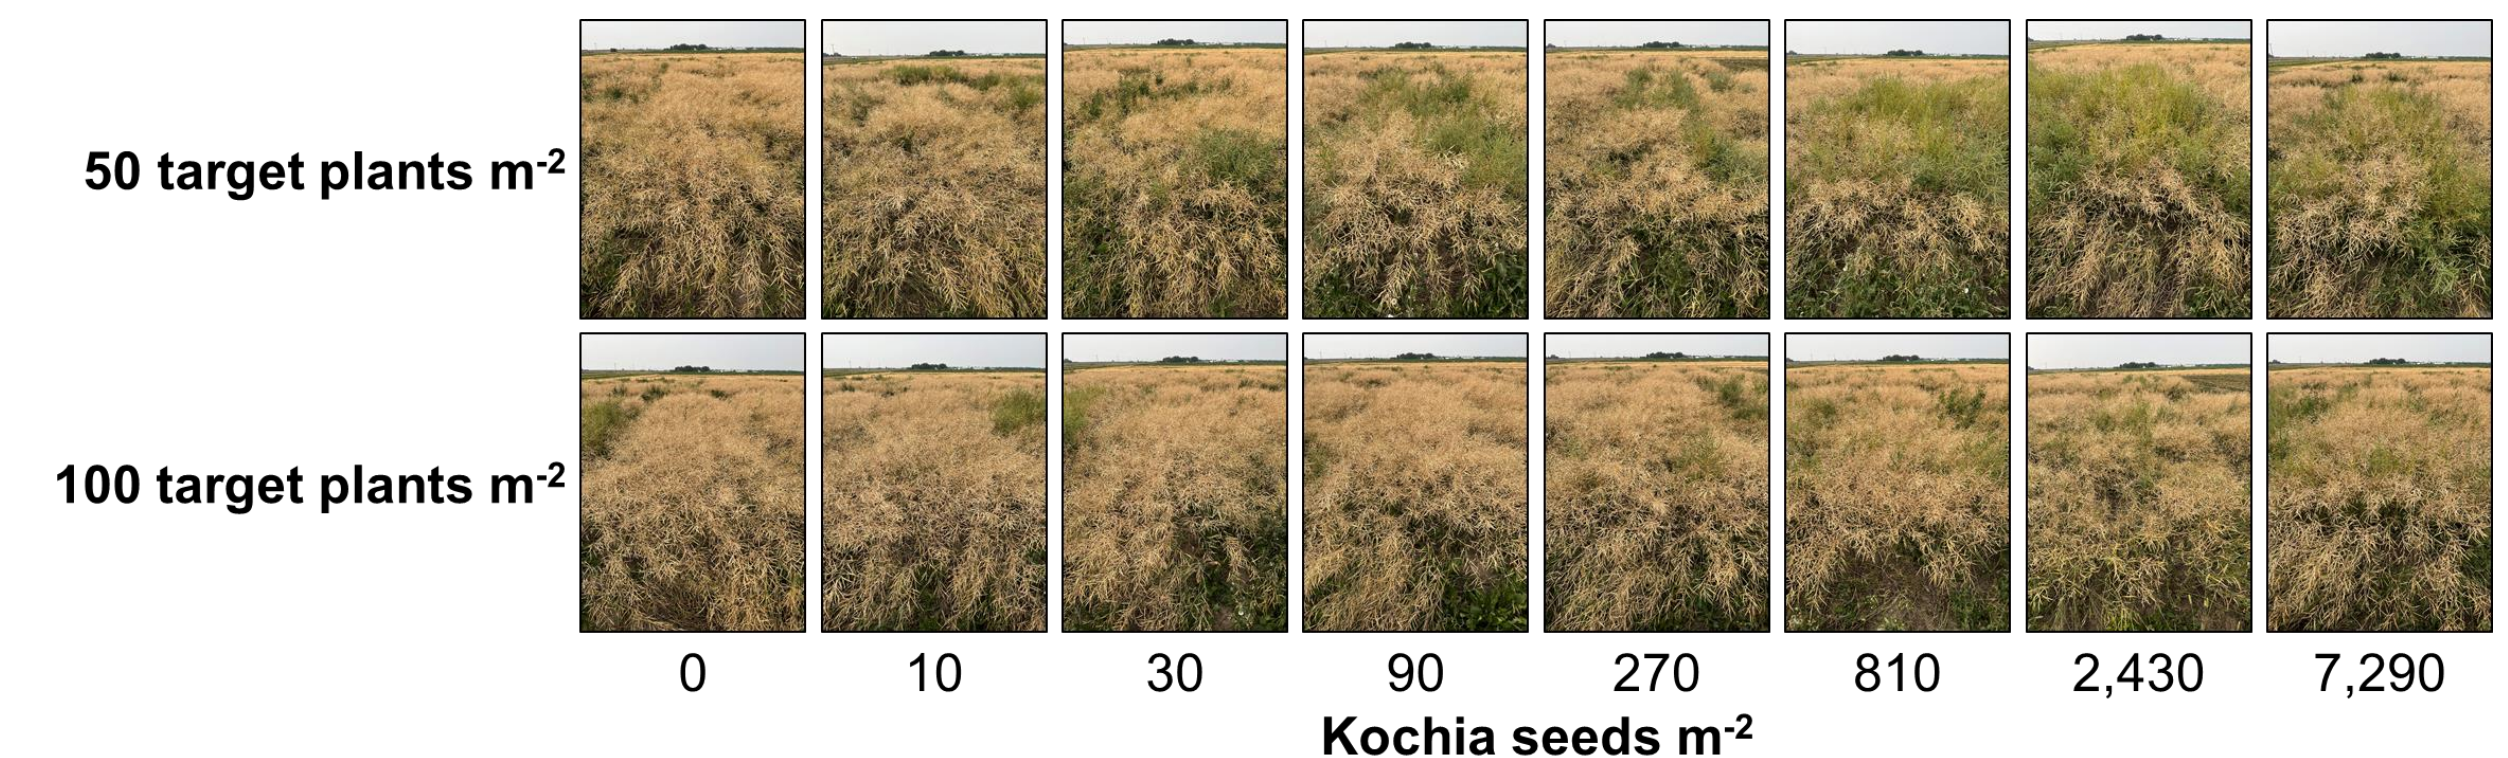 50 target plants m-2
100 target plants m-2
0 10 30 90 270 810 2,430 7,290
Kochia seeds m-2